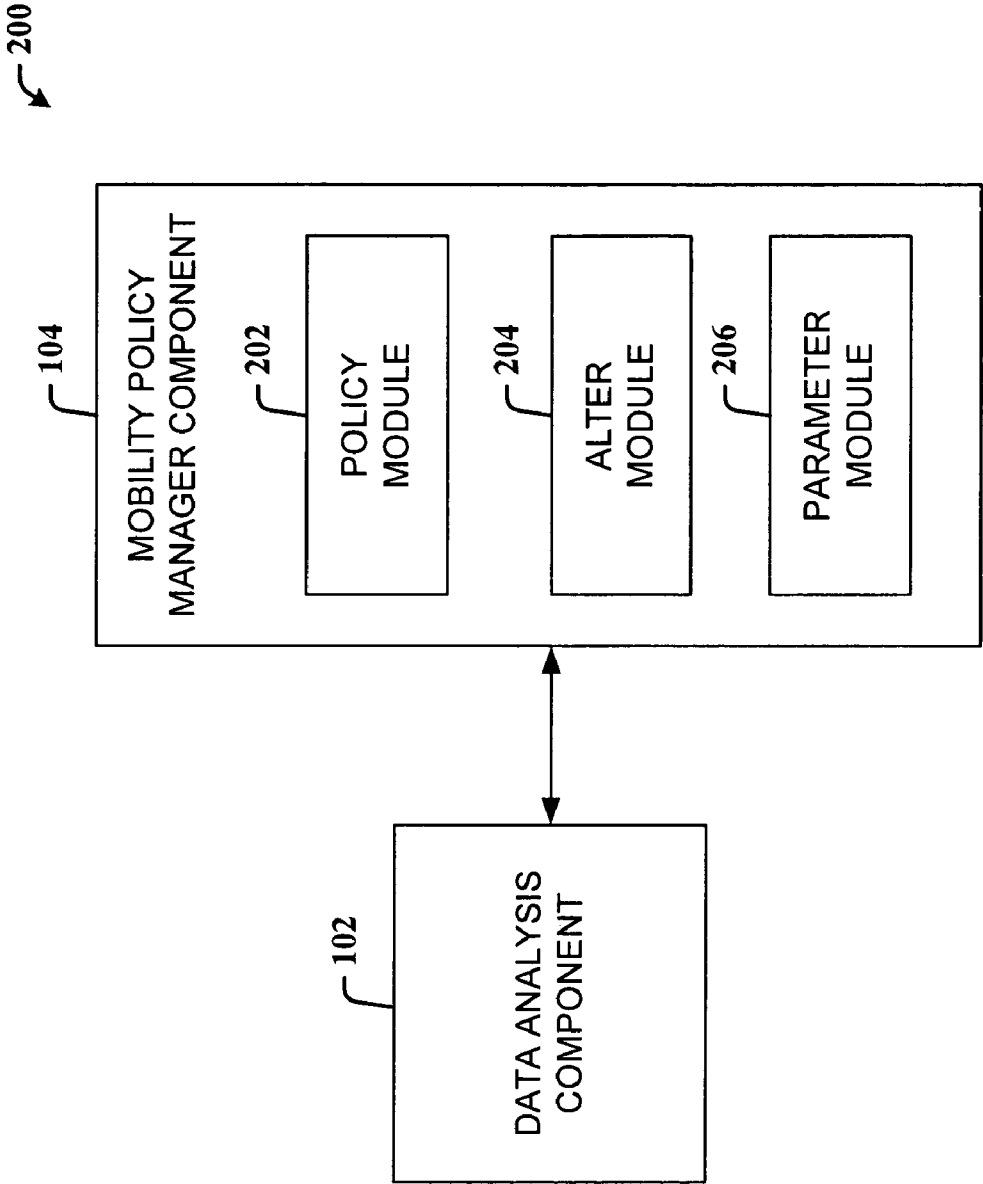 200
104
MOBILITY POLICY
MANAGER COMPONENT
202
POLICY
MODULE
204
ALTER
MODULE
206
PARAMETER
MODULE
102
DATA ANALYSIS
COMPONENT